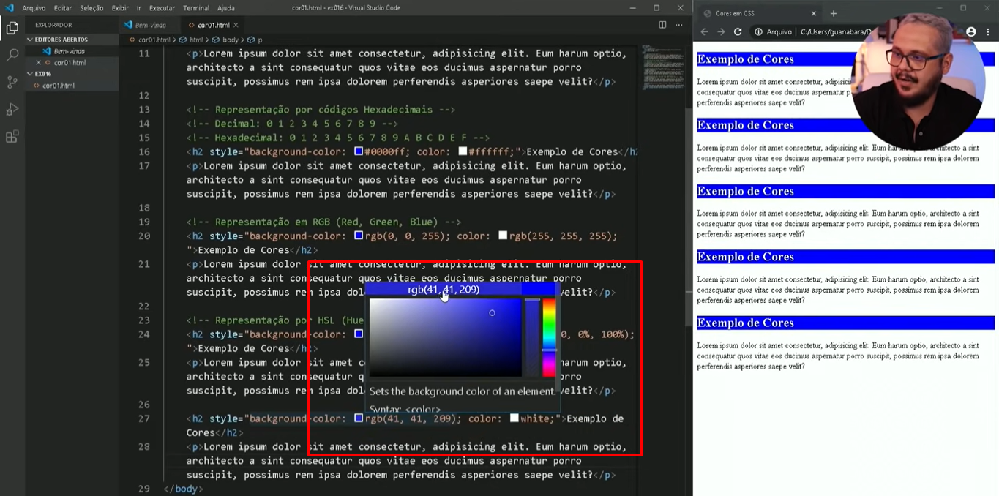 Arquivo Editar Seleção Exibir Ir Executar Terminal Ajuda
cor01.html - ex016 - Visual Studio Code
EXPLORADOR
EDITORES ABERTOS
Bem-vindo
cor01.html
EX016
cor01.html
Bem-vindo
cor01.html
cor01.html > html > body > p
11 <p>Lorem ipsum dolor sit amet consectetur, adipisicing elit. Eum harum optio,
architecto a sint consequatur quos vitae eos ducimus aspernatur porro
suscipit, possimus rem ipsa dolorem perferendis asperiores saepe velit?</p>
12
13 <!-- Representação por códigos Hexadecimais -->
14 <!-- Decimal: 0 1 2 3 4 5 6 7 8 9 -->
15 <!-- Hexadecimal: 0 1 2 3 4 5 6 7 8 9 A B C D E F -->
16 <h2 style="background-color: #0000ff; color: #ffffff;">Exemplo de Cores</h2
17 <p>Lorem ipsum dolor sit amet consectetur, adipisicing elit. Eum harum optio,
architecto a sint consequatur quos vitae eos ducimus aspernatur porro
suscipit, possimus rem ipsa dolorem perferendis asperiores saepe velit?</p>
18
19 <!-- Representação em RGB (Red, Green, Blue) -->
20 <h2 style="background-color: rgb(0, 0, 255); color: rgb(255, 255, 255);
">Exemplo de Cores</h2>
21 <p>Lorem ipsum dolor sit amet consectetur, adipisicing elit. Eum harum optio,
architecto a sint consequatur quos vitae eos ducimus aspernatur porro
suscipit, possimus rem ips saepe velit?</p>
rgb(41, 41, 209)
22
23 <!-- Representação por HSL (Hue
24 <h2 style="background-color: 0, 0%, 100%);
">Exemplo de Cores</h2>
25 <p>Lorem ipsum dolor sit amet c harum optio,
architecto a sint consequatu porro
suscipit, possimus rem ipsa velit?</p>
Sets the background color of an element.
Syntax: <color>
26
27 <h2 style="background-color: rgb(41, 41, 209); color: white;">Exemplo de
Cores</h2>
28 <p>Lorem ipsum dolor sit amet consectetur, adipisicing elit. Eum harum optio,
architecto a sint consequatur quos vitae eos ducimus aspernatur porro
suscipit, possimus rem ipsa dolorem perferendis asperiores saepe velit?</p>
29 </body>
Cores em CSS
Arquivo | C:/Users/guanabara/D
Exemplo de Cores
Lorem ipsum dolor sit amet consectetur, adipisicing elit.
consequatur quos vitae eos ducimus aspernatur p
perferendis asperiores saepe velit?
Exemplo de Cores
Lorem ipsum dolor sit amet consectetur, adipisicing elit. Eum harum optio, architecto a sint
consequatur quos vitae eos ducimus aspernatur porro suscipit, possimus rem ipsa dolorem
perferendis asperiores saepe velit?
Exemplo de Cores
Lorem ipsum dolor sit amet consectetur, adipisicing elit. Eum harum optio, architecto a sint
consequatur quos vitae eos ducimus aspernatur porro suscipit, possimus rem ipsa dolorem
perferendis asperiores saepe velit?
Exemplo de Cores
Lorem ipsum dolor sit amet consectetur, adipisicing elit. Eum harum optio, architecto a sint
consequatur quos vitae eos ducimus aspernatur porro suscipit, possimus rem ipsa dolorem
perferendis asperiores saepe velit?
Exemplo de Cores
Lorem ipsum dolor sit amet consectetur, adipisicing elit. Eum harum optio, architecto a sint
consequatur quos vitae eos ducimus aspernatur porro suscipit, possimus rem ipsa dolorem
perferendis asperiores saepe velit?